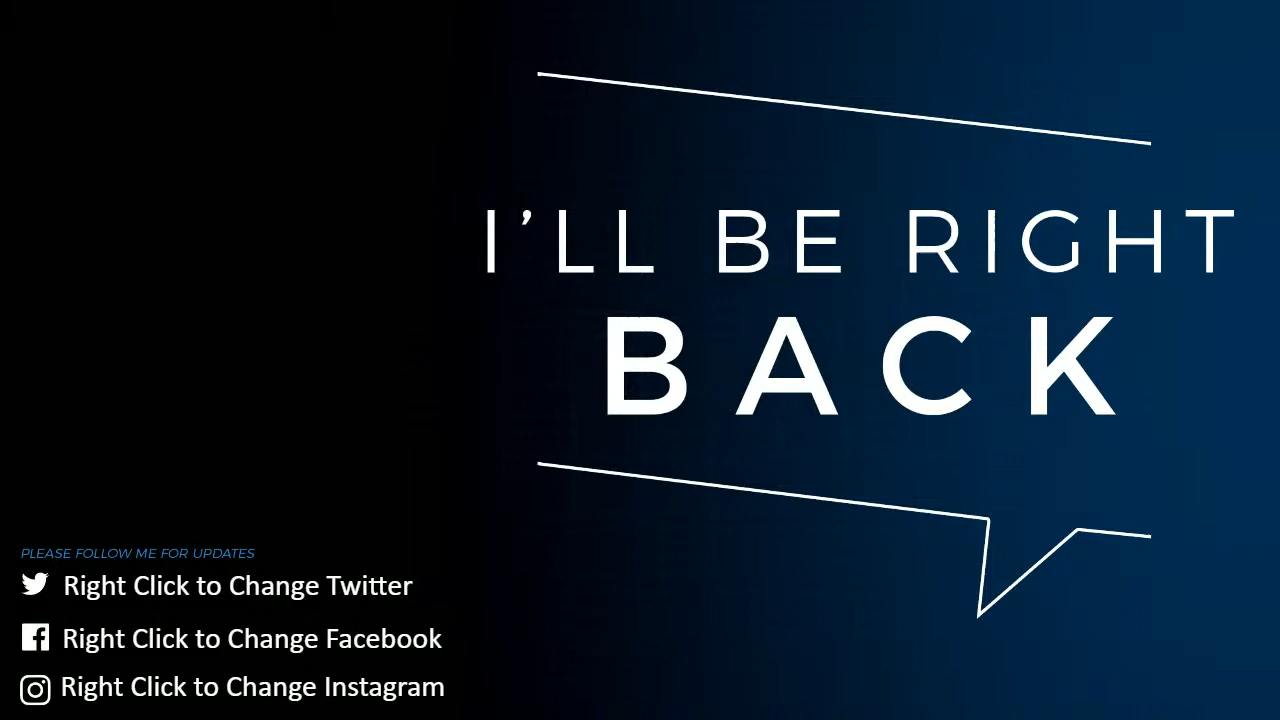 I’LL BE RIGHT
BACK
PLEASE FOLLOW ME FOR UPDATES
Right Click to Change Twitter
Right Click to Change Facebook
Right Click to Change Instagram